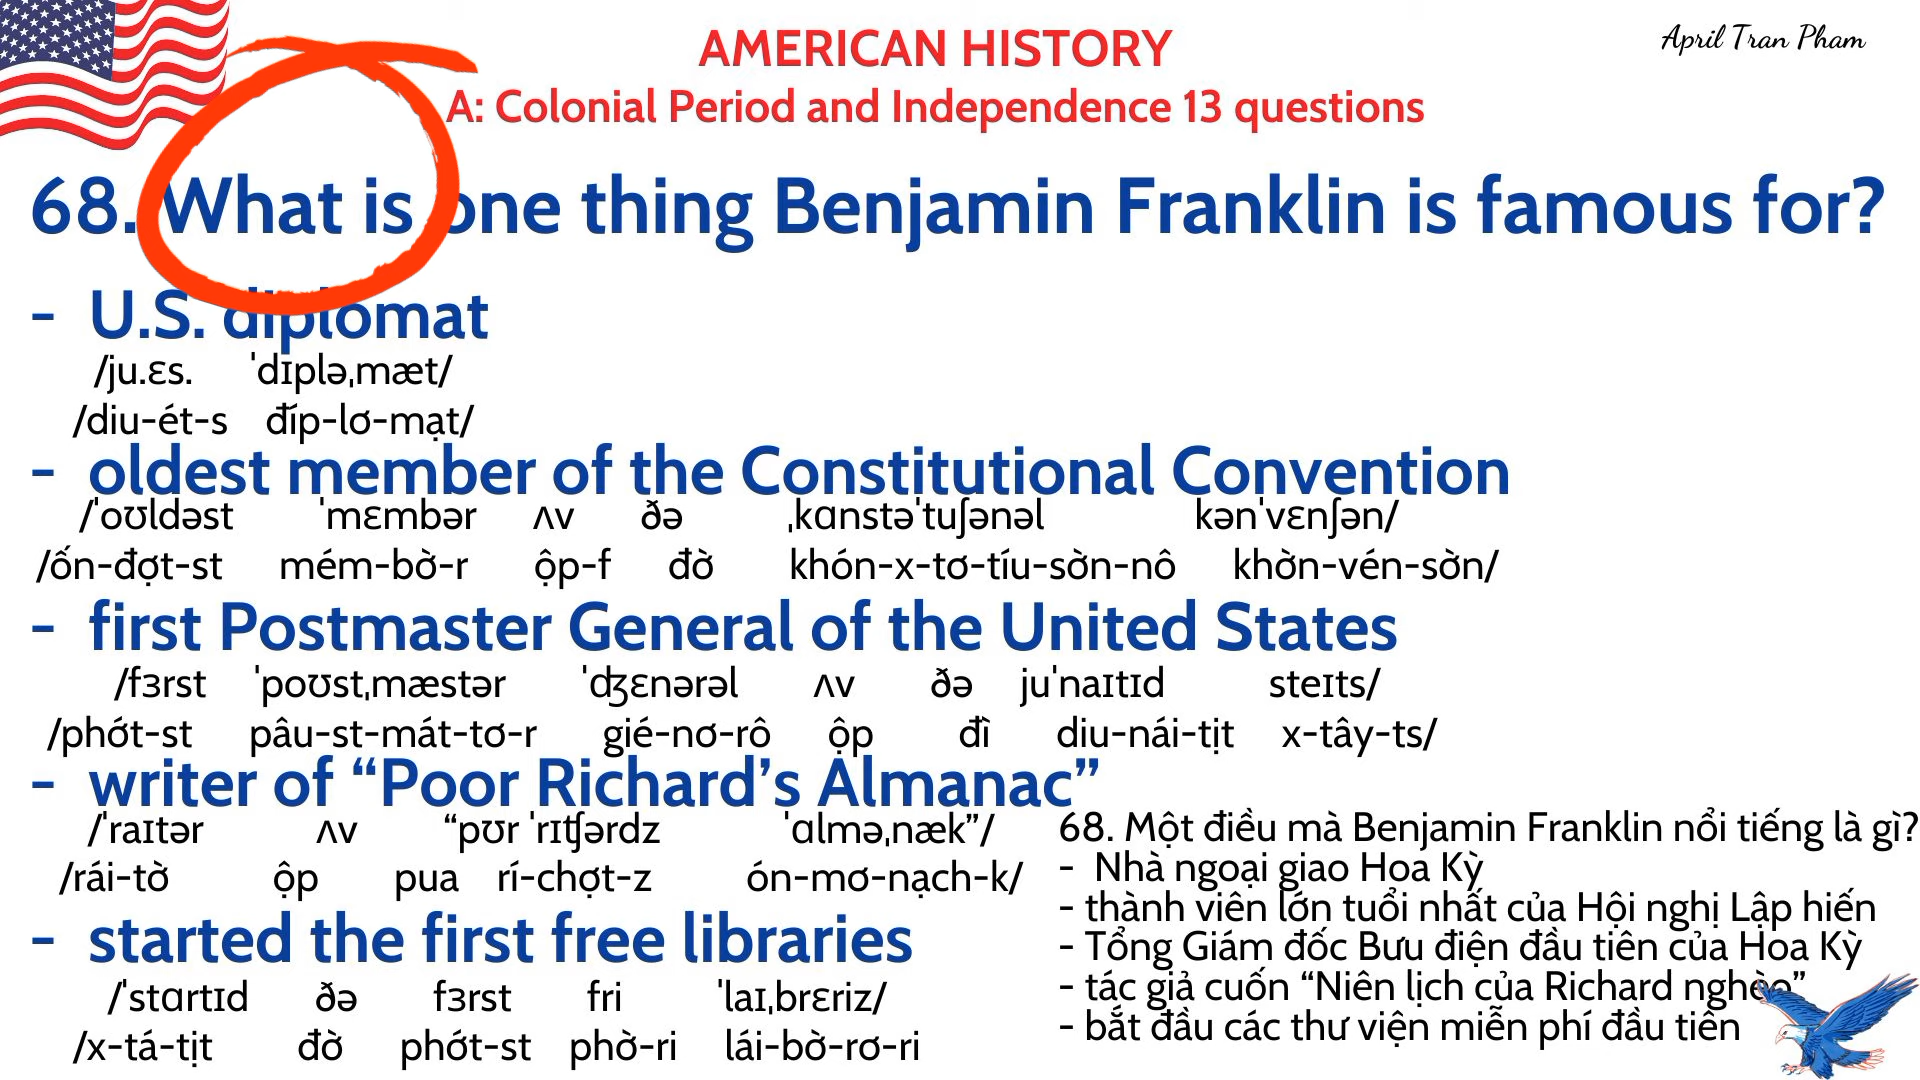 AMERICAN HISTORY
April Tran Pham
A: Colonial Period and Independence 13 questions
68. What is one thing Benjamin Franklin is famous for?
- U.S. diplomat
/ju.ɛs. ˈdɪpləˌmæt/
/diu-ét-s đíp-lơ-mạt/
- oldest member of the Constitutional Convention
/ˈoʊldəst ˈmɛmbər ʌv ðə ˌkɑnstəˈtuʃənəl kənˈvɛnʃən/
/ốn-đợt-st mém-bờ-r ộp-f đờ khón-x-tơ-tíu-sờn-nô khờn-vén-sờn/
- first Postmaster General of the United States
/fɜrst ˈpoʊstˌmæstər ˈʤɛnərəl ʌv ðə juˈnaɪtɪd steɪts/
/phớt-st pâu-st-mát-tơ-r gié-nơ-rô ộp đì diu-nái-tịt x-tây-ts/
- writer of “Poor Richard’s Almanac”
/ˈraɪtər ʌv “pʊr ˈrɪʧərdz ˈɑlməˌnæk”/
/rái-tờ ộp pua rí-chợt-z ón-mơ-nạch-k/
- started the first free libraries
/ˈstɑrtɪd ðə fɜrst fri ˈlaɪˌbrɛriz/
/x-tá-tịt đờ phớt-st phờ-ri lái-bờ-rơ-ri
68. Một điều mà Benjamin Franklin nổi tiếng là gì?
- Nhà ngoại giao Hoa Kỳ
- thành viên lớn tuổi nhất của Hội nghị Lập hiến
- Tổng Giám đốc Bưu điện đầu tiên của Hoa Kỳ
- tác giả cuốn “Niên lịch của Richard nghèo”
- bắt đầu các thư viện miễn phí đầu tiên